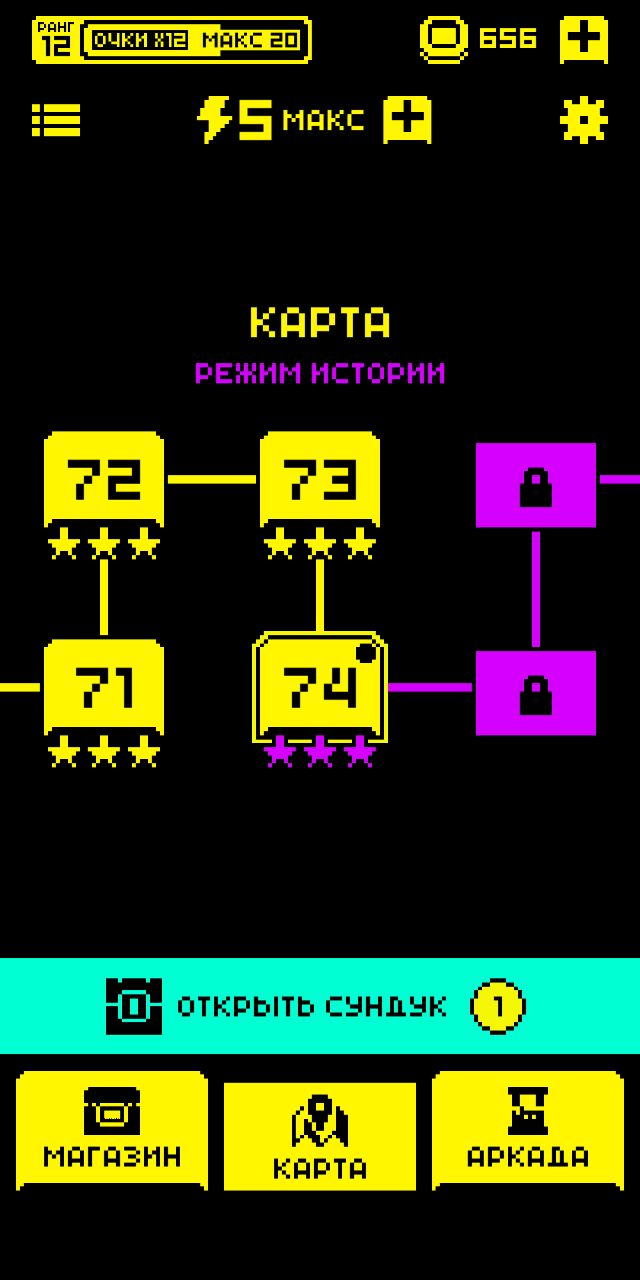 РАНГ
12
ОЧКИ X12 МАКС 20
656
5 МАКС
КАРТА
РЕЖИМ ИСТОРИИ
72 73
71 74
ОТКРЫТЬ СУНДУК 1
МАГАЗИН КАРТА АРКАДА